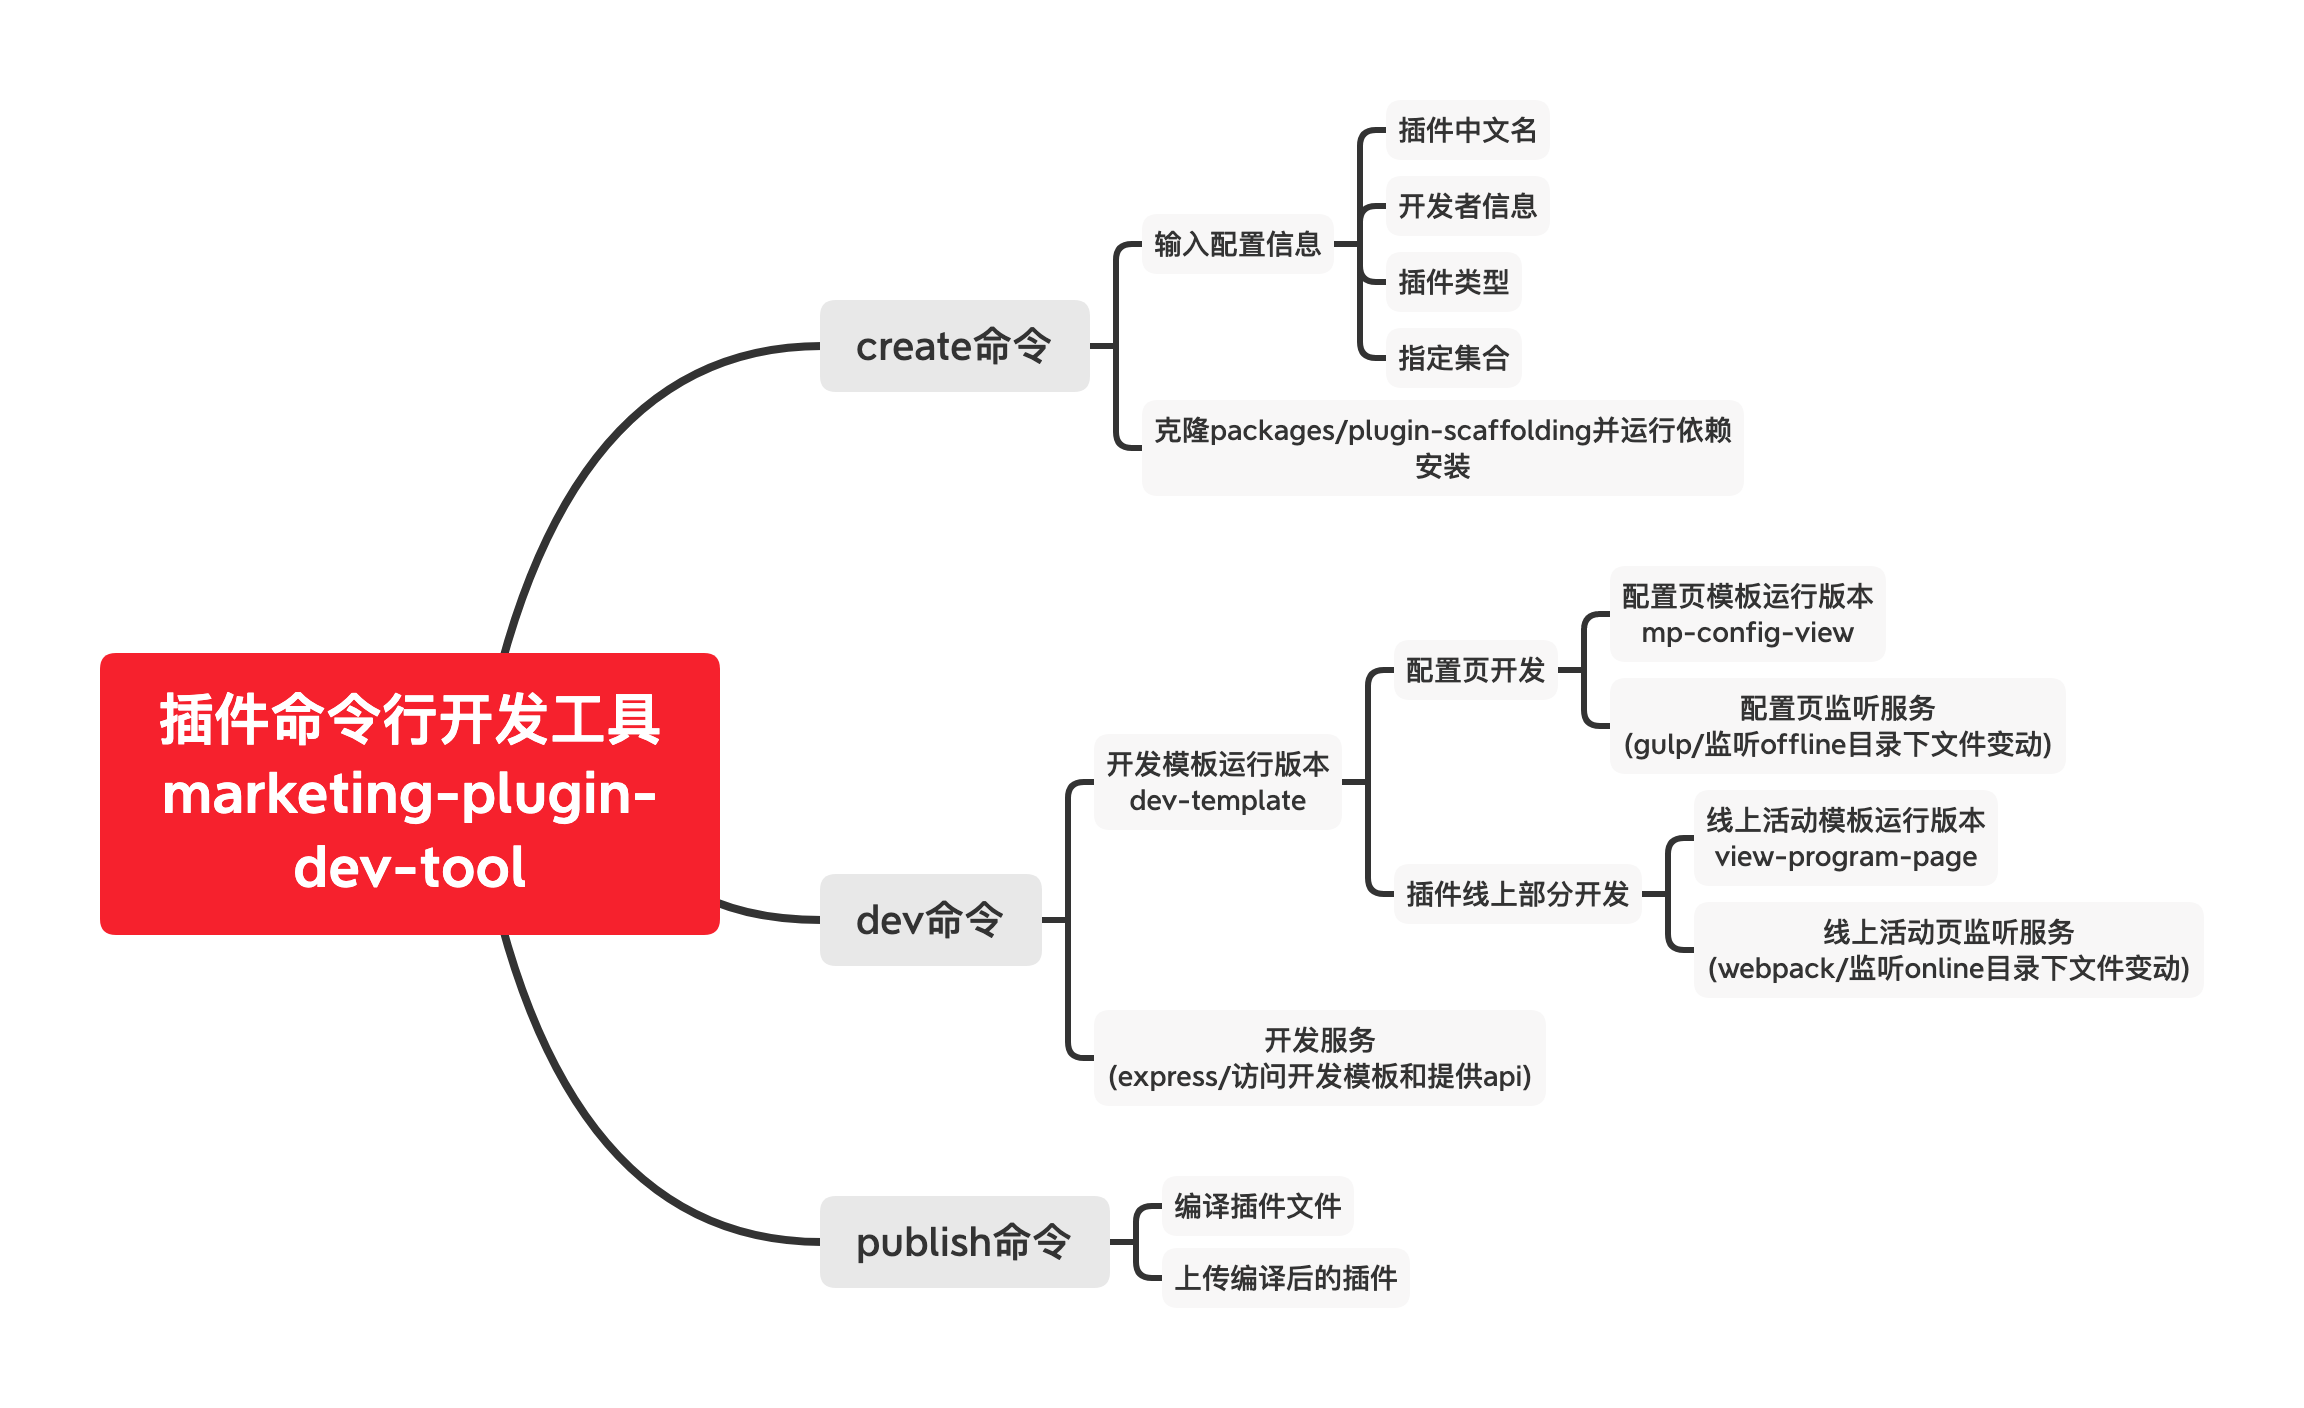 插件命令行开发工具
marketing-plugin-
dev-tool
create命令
输入配置信息
插件中文名
开发者信息
插件类型
指定集合
克隆packages/plugin-scaffolding并运行依赖
安装
dev命令
开发模板运行版本
dev-template
配置页开发
配置页模板运行版本
mp-config-view
配置页监听服务
(gulp/监听offline目录下文件变动)
插件线上部分开发
线上活动模板运行版本
view-program-page
线上活动页监听服务
(webpack/监听online目录下文件变动)
开发服务
(express/访问开发模板和提供api)
publish命令
编译插件文件
上传编译后的插件